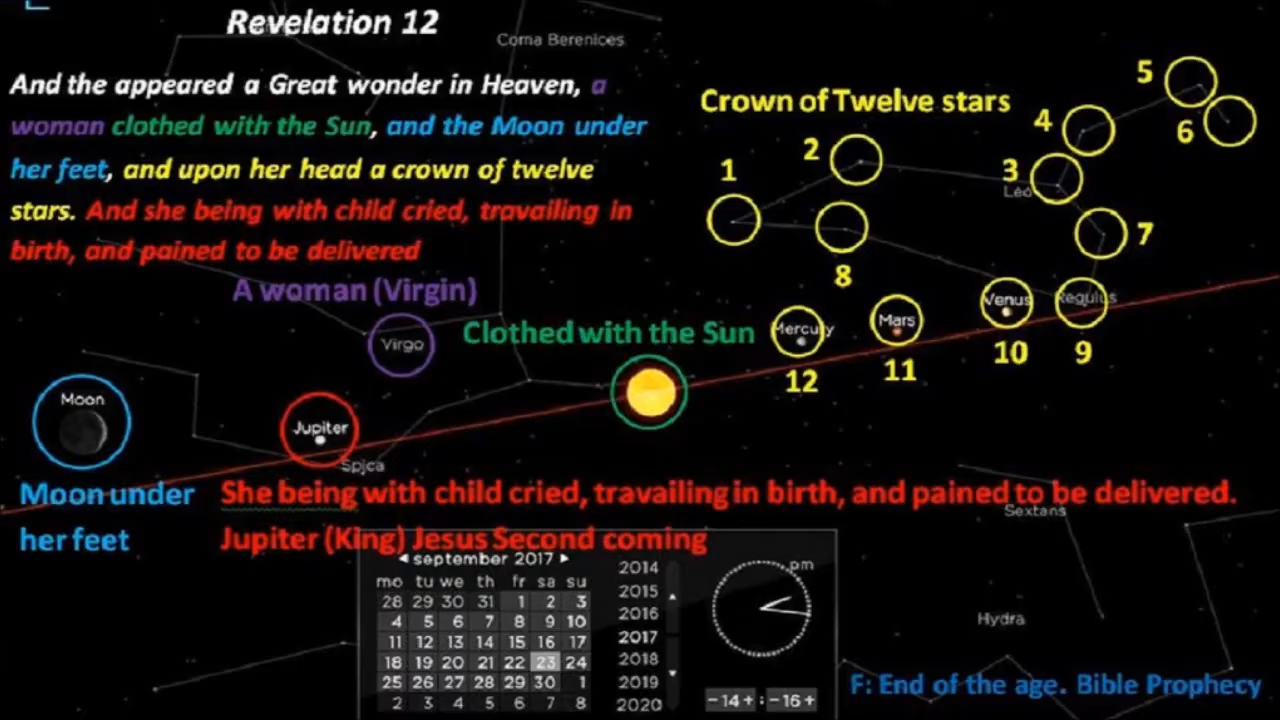 Revelation 12
Coma Berenices
And the appeared a Great wonder in Heaven, a
woman clothed with the Sun, and the Moon under
her feet, and upon her head a crown of twelve
stars. And she being with child cried, travailing in
birth, and pained to be delivered
Crown of Twelve stars
5
4
6
2
3
1
Leo
7
8
A woman (Virgin)
Virgo
Clothed with the Sun
Mercury
Mars
Venus
Regulus
12
11
10
9
Moon
Jupiter
Spica
Moon under
her feet
She being with child cried, travailing in birth, and pained to be delivered.
Jupiter (King) Jesus Second coming
Sextans
september 2017
mo tu we th fr sa su
28 29 30 31 1 2 3
4 5 6 7 8 9 10
11 12 13 14 15 16 17
18 19 20 21 22 23 24
25 26 27 28 29 30 1
2 3 4 5 6 7 8
2014
2015
2016
2017
2018
2019
2020
pm
−14+ : −16+
Hydra
F: End of the age. Bible Prophecy